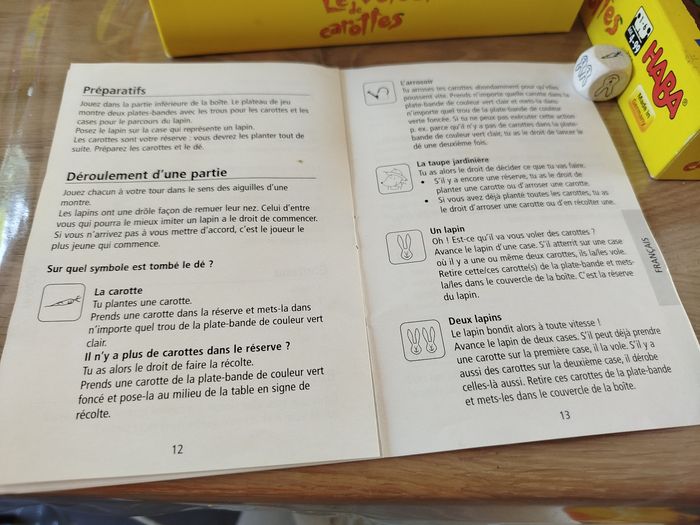 Le
de
carottes
HABA
4-99
Made in
Germany
Préparatifs
Jouez dans la partie inférieure de la boîte. Le plateau de jeu
montre deux plates-bandes avec les trous pour les carottes et les
cases pour le parcours du lapin.
Posez le lapin sur la case qui représente un lapin.
Les carottes sont votre réserve : vous devrez les planter tout de
suite. Préparez les carottes et le dé.
Déroulement d'une partie
Jouez chacun à votre tour dans le sens des aiguilles d'une
montre.
Les lapins ont une drôle façon de remuer leur nez. Celui d'entre
vous qui pourra le mieux imiter un lapin a le droit de commencer.
Si vous n'arrivez pas à vous mettre d'accord, c'est le joueur le
plus jeune qui commence.
Sur quel symbole est tombé le dé ?
La carotte
Tu plantes une carotte.
Prends une carotte dans la réserve et mets-la dans
n'importe quel trou de la plate-bande de couleur vert
clair.
Il n'y a plus de carottes dans le réserve ?
Tu as alors le droit de faire la récolte.
Prends une carotte de la plate-bande de couleur vert
foncé et pose-la au milieu de la table en signe de
récolte.
12
L'arrosoir
Tu arroses tes carottes abondamment pour qu'elles
poussent vite. Prends n'importe quelle carotte dans la
plate-bande de couleur vert clair et mets-la dans
n'importe quel trou de la plate-bande de couleur
verte foncée. Si tu ne peux pas exécuter cette action
p. ex. parce qu'il n'y a pas de carottes dans la plate-
bande de couleur vert clair, tu as le droit de lancer le
dé une deuxième fois.
La taupe jardinière
Tu as alors le droit de décider ce que tu vas faire.
• S'il y a encore une réserve, tu as le droit de
planter une carotte ou d'arroser une carotte.
• Si vous avez déjà planté toutes les carottes, tu as
le droit d'arroser une carotte ou d'en récolter une.
Un lapin
Oh ! Est-ce qu'il va vous voler des carottes ?
Avance le lapin d'une case. S'il atterrit sur une case
où il y a une ou même deux carottes, il la/les vole.
Retire cette/ces carotte(s) de la plate-bande et mets-
la/les dans le couvercle de la boîte. C'est la réserve
du lapin.
Deux lapins
Le lapin bondit alors à toute vitesse !
Avance le lapin de deux cases. S'il peut déjà prendre
une carotte sur la première case, il la vole. S'il y a
aussi des carottes sur la deuxième case, il dérobe
celles-là aussi. Retire ces carottes de la plate-bande
et mets-les dans le couvercle de la boîte.
13
FRANÇAIS